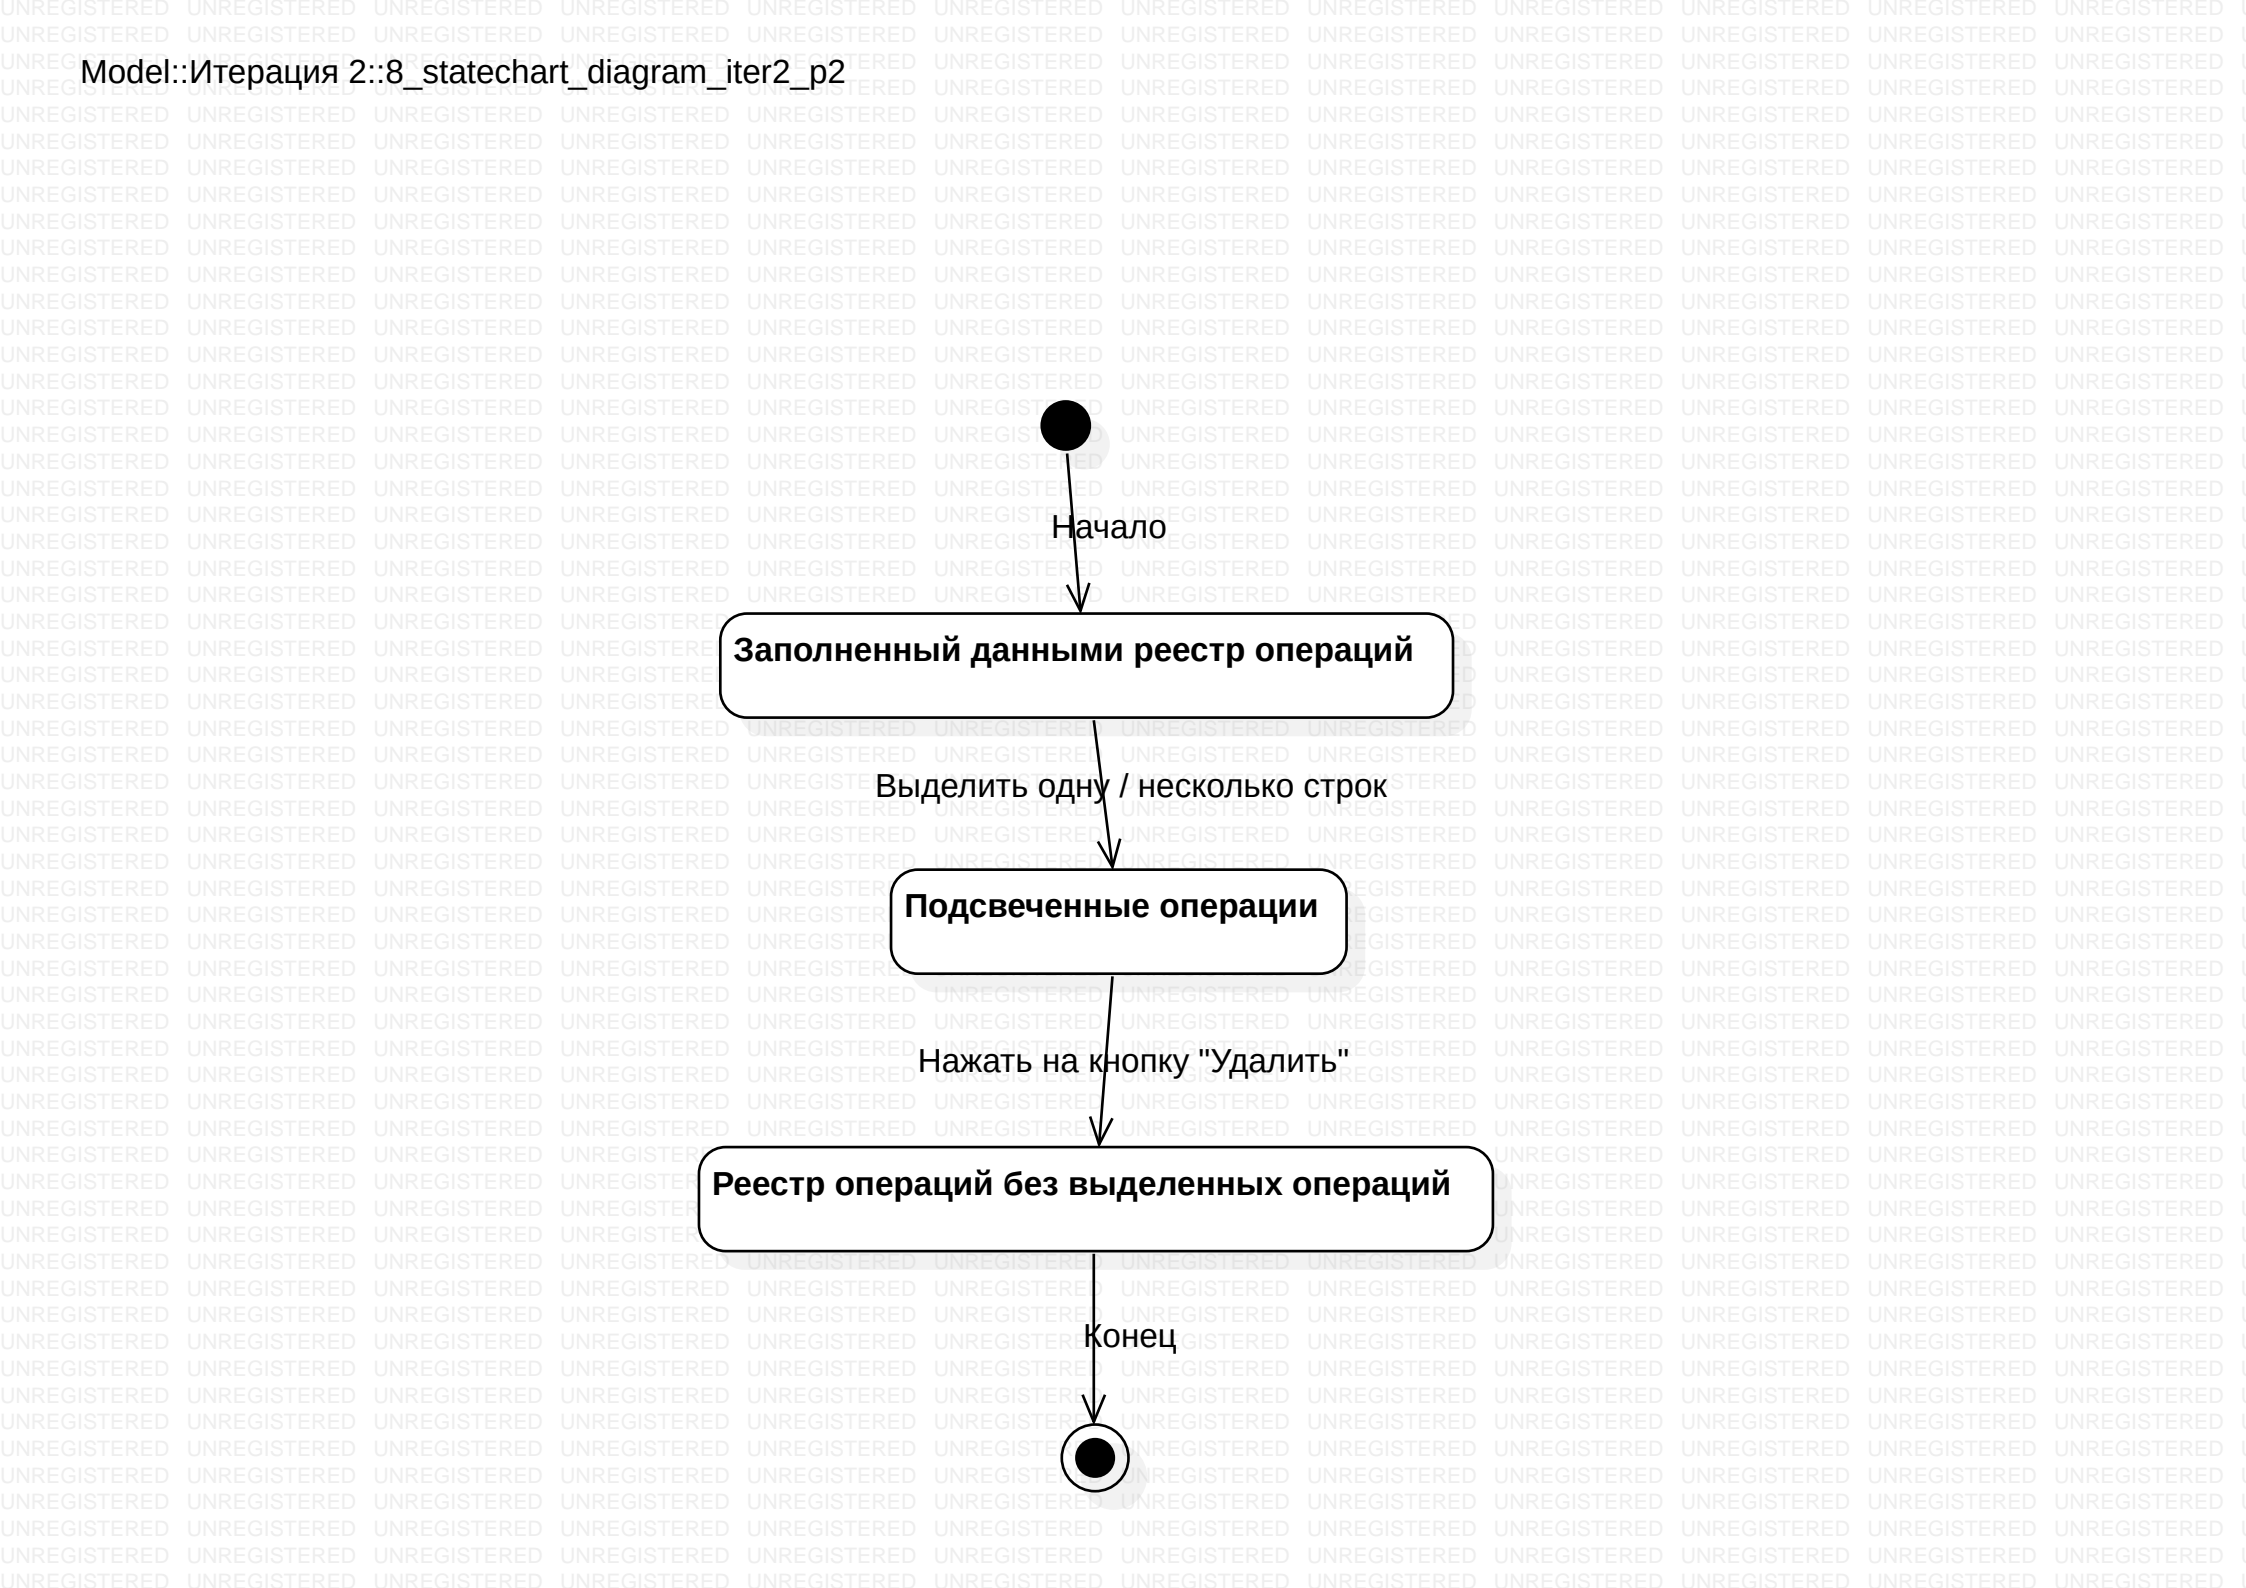 Model::Итерация 2::8_statechart_diagram_iter2_p2
Начало
Заполненный данными реестр операций
Выделить одну / несколько строк
Подсвеченные операции
Нажать на кнопку "Удалить"
Реестр операций без выделенных операций
Конец
UNREGISTERED